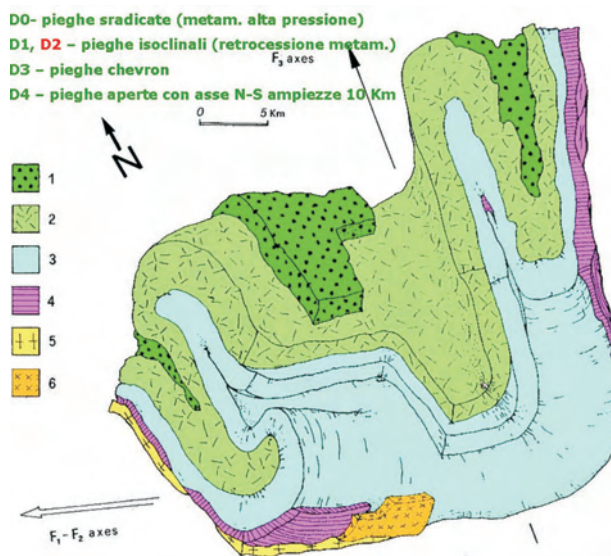 D0- pieghe sradicate (metam. alta pressione)
D1, D2 – pieghe isoclinali (retrocessione metam.)
F3 axes
D3 – pieghe chevron
D4 – pieghe aperte con asse N-S ampiezze 10 Km
0 5 Km
N
1
2
3
4
5
6
F1-F2 axes